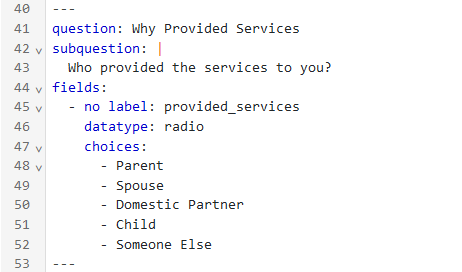 40 ---
41 question: Why Provided Services
42 subquestion: |
43   Who provided the services to you?
44 fields:
45   - no label: provided_services
46     datatype: radio
47     choices:
48       - Parent
49       - Spouse
50       - Domestic Partner
51       - Child
52       - Someone Else
53 ---